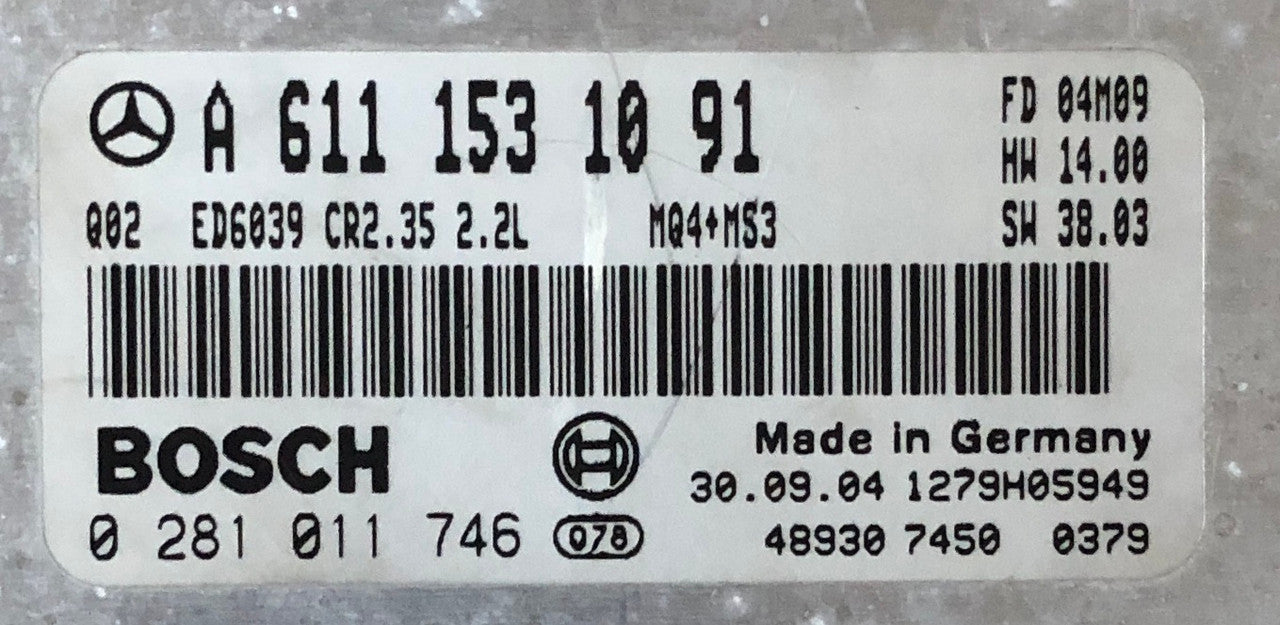 A 611 153 10 91
FD 04M09
HW 14.00
SW 38.03
Q02 ED6039 CR2.35 2.2L MQ4+MS3
BOSCH
Made in Germany
30.09.04 1279H05949
0 281 011 746 078
48930 7450 0379